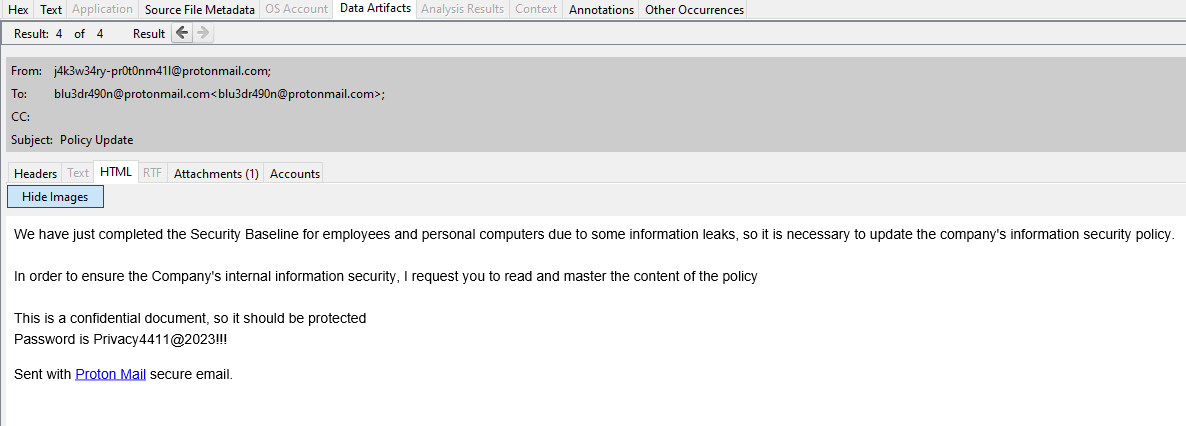 Hex Text Application Source File Metadata OS Account Data Artifacts Analysis Results Context Annotations Other Occurrences
Result: 4 of 4 Result
From: j4k3w34ry-pr0t0nm41l@protonmail.com;
To: blu3dr490n@protonmail.com<blu3dr490n@protonmail.com>;
CC:
Subject: Policy Update
Headers Text HTML RTF Attachments (1) Accounts
Hide Images
We have just completed the Security Baseline for employees and personal computers due to some information leaks, so it is necessary to update the company's information security policy.
In order to ensure the Company's internal information security, I request you to read and master the content of the policy
This is a confidential document, so it should be protected
Password is Privacy4411@2023!!!
Sent with Proton Mail secure email.